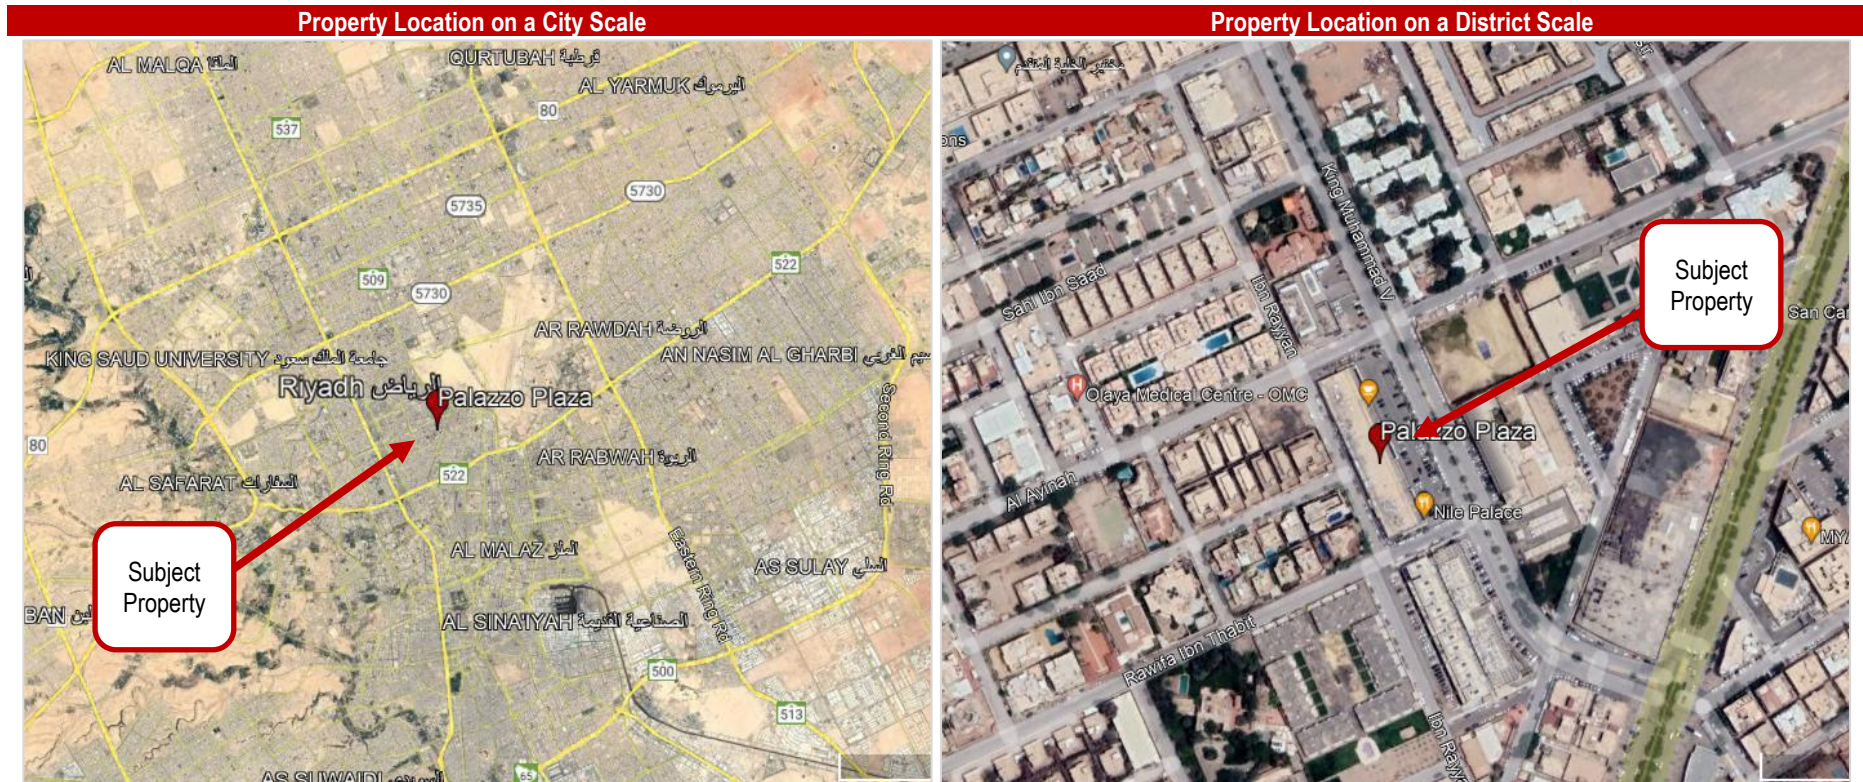 Property Location on a City Scale
Property Location on a District Scale
AL MALQA الملقا
QURTUBAH قرطبة
AL YARMUK اليرموك
80
537
5735
5730
509
5730
522
AR RAWDAH الروضة
KING SAUD UNIVERSITY جامعة الملك سعود
AN NASIM AL GHARBI
Riyadh الرياض
Palazzo Plaza
Second Ring Rd
80
AR RABWAH الربوة
522
AL SAFARAT السفارات
Subject
Property
AL MALAZ الملز
Eastern Ring Rd
AS SULAY السلي
AL SINA'IYAH الصناعية القديمة
500
513
65
مختبر الخلية المتقدم
King Muhammad V
Subject
Property
Sahl Ibn Saad
Ibn Rayyan
Olaya Medical Centre - OMC
Palazzo Plaza
Al Ayinah
Nile Palace
Rawifa Ibn Thabit